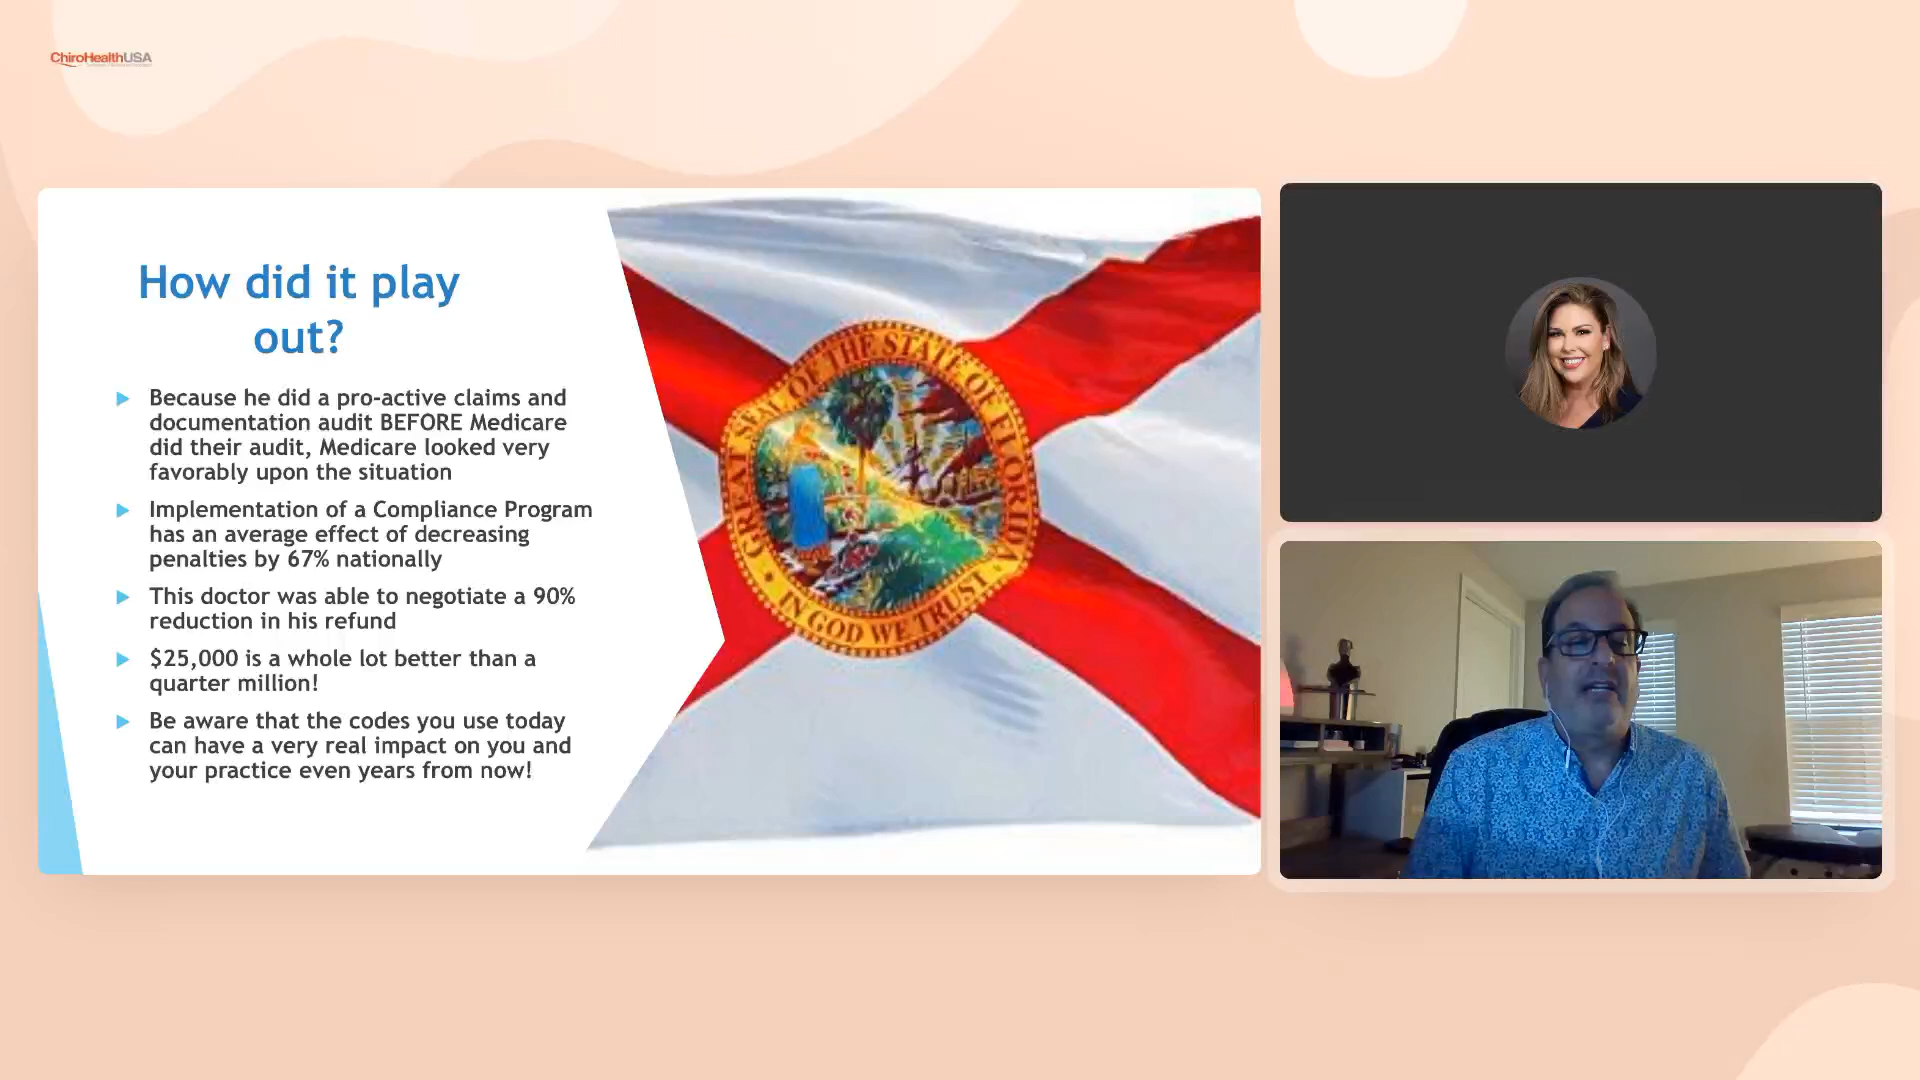 ChiroHealthUSA
How did it play
out?
Because he did a pro-active claims and
documentation audit BEFORE Medicare
did their audit, Medicare looked very
favorably upon the situation
Implementation of a Compliance Program
has an average effect of decreasing
penalties by 67% nationally
This doctor was able to negotiate a 90%
reduction in his refund
$25,000 is a whole lot better than a
quarter million!
Be aware that the codes you use today
can have a very real impact on you and
your practice even years from now!
GREAT SEAL OF THE STATE OF FLORIDA
IN GOD WE TRUST